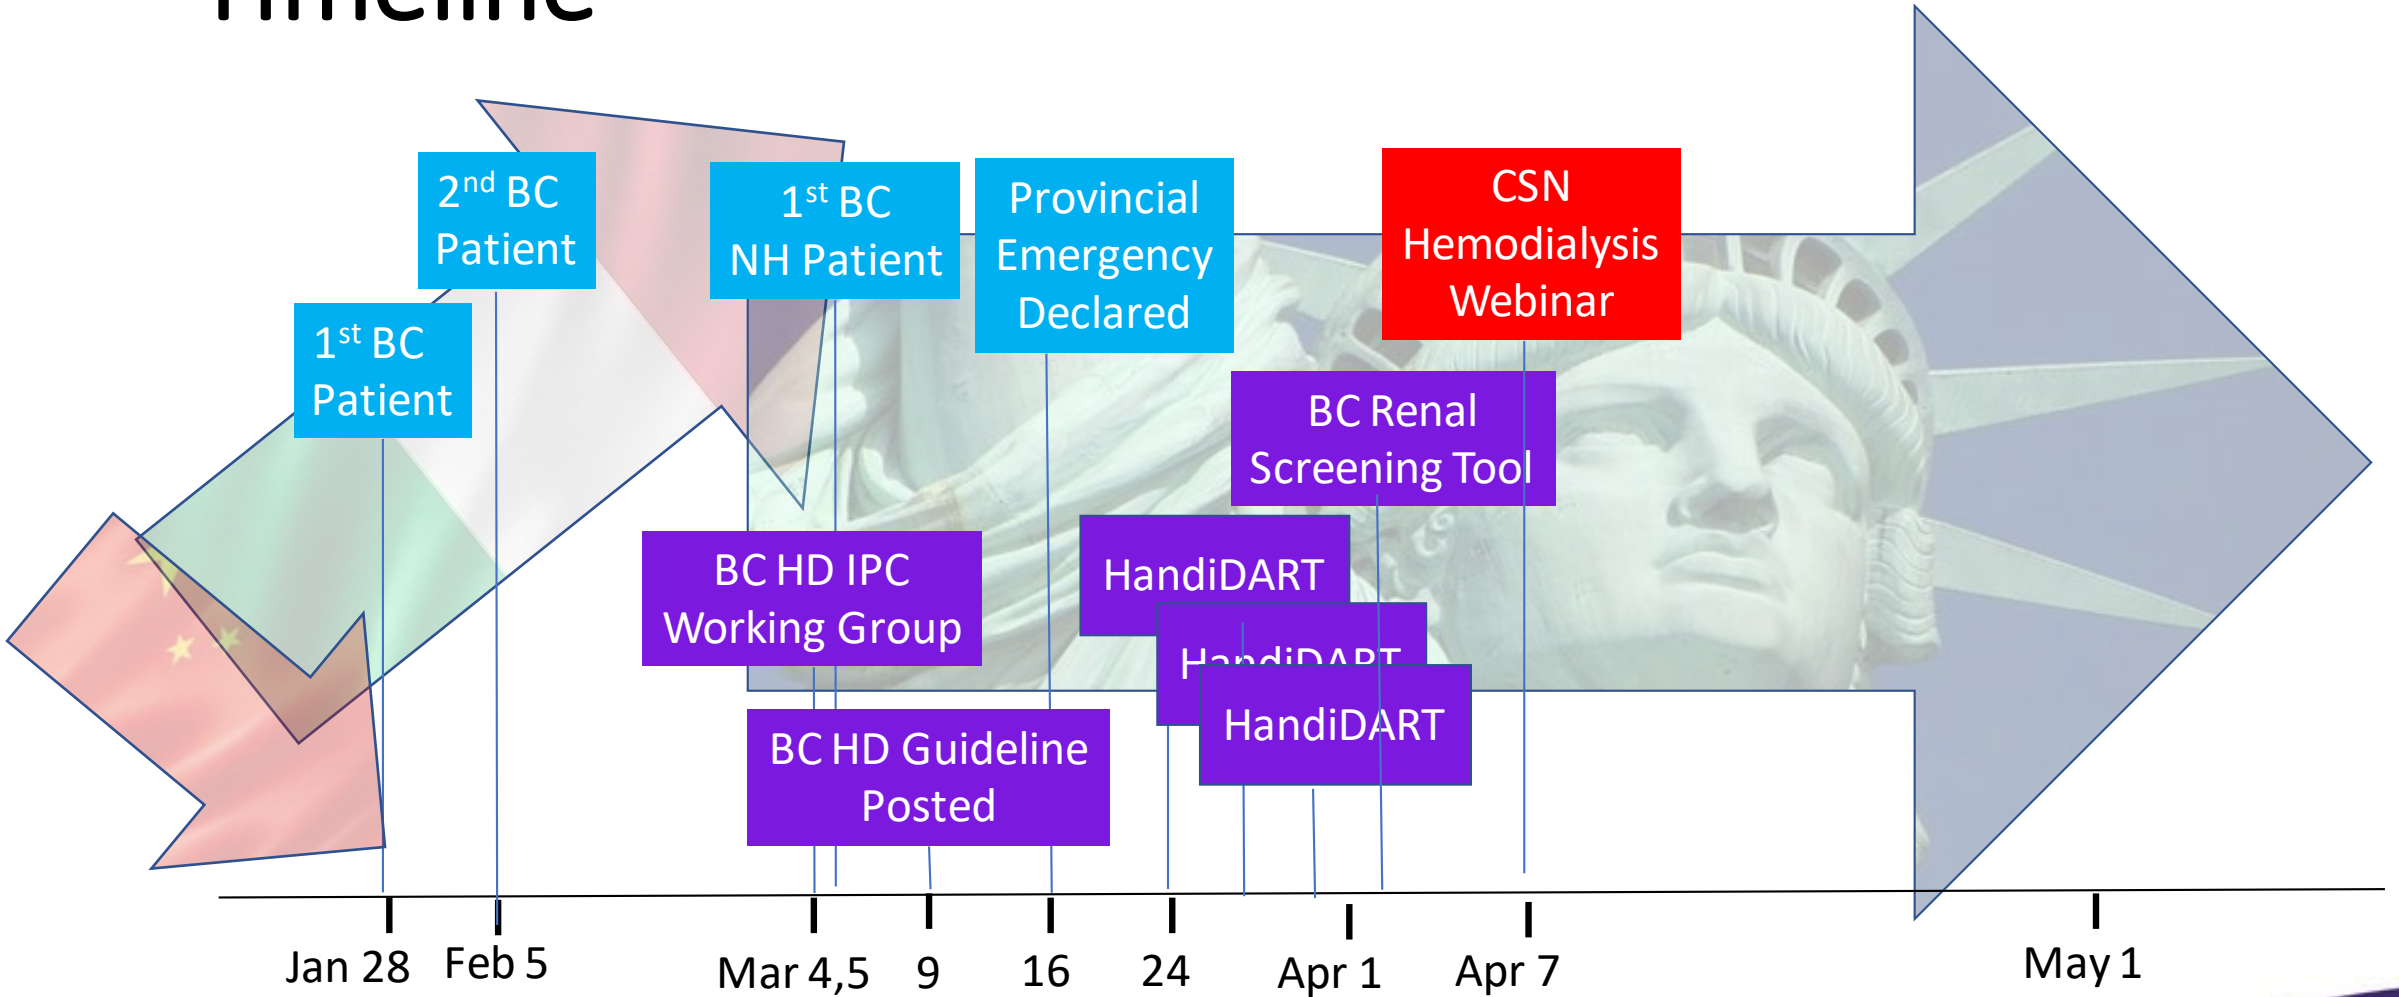 Timeline
2nd BC
Patient
1st BC
Patient
1st BC
NH Patient
Provincial
Emergency
Declared
CSN
Hemodialysis
Webinar
BC Renal
Screening Tool
BC HD IPC
Working Group
HandiDART
HandiDART
HandiDART
BC HD Guideline
Posted
Jan 28
Feb 5
Mar 4,5
9
16
24
Apr 1
Apr 7
May 1